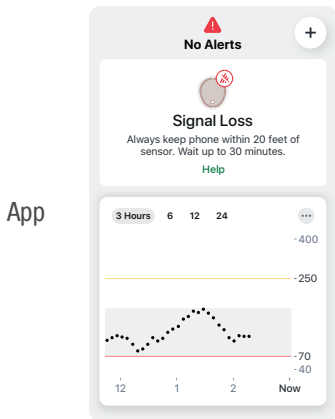 No Alerts
+
Signal Loss
Always keep phone within 20 feet of
sensor. Wait up to 30 minutes.
Help
App
3 Hours 6 12 24
400
250
70
40
12 1 2 Now